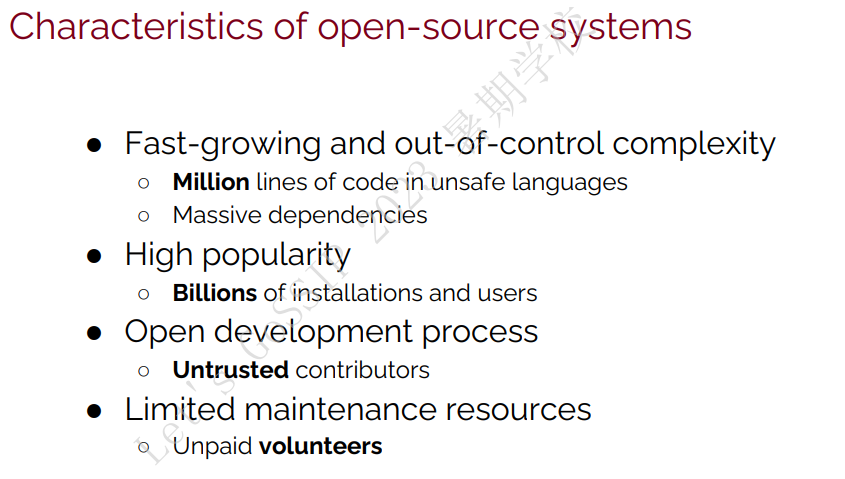 Characteristics of open-source systems
● Fast-growing and out-of-control complexity
○ Million lines of code in unsafe languages
○ Massive dependencies
● High popularity
○ Billions of installations and users
● Open development process
○ Untrusted contributors
● Limited maintenance resources
○ Unpaid volunteers
Let's GoSSIP 2023 暑期学校